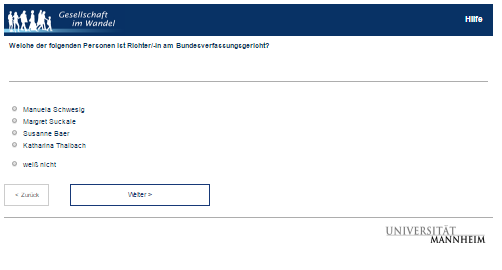 Gesellschaft
im Wandel
Hilfe
Welche der folgenden Personen ist Richter/-in am Bundesverfassungsgericht?
Manuela Schwesig
Margret Suckale
Susanne Baer
Katharina Thalbach
weiß nicht
< Zurück
Weiter >
UNIVERSITÄT
MANNHEIM